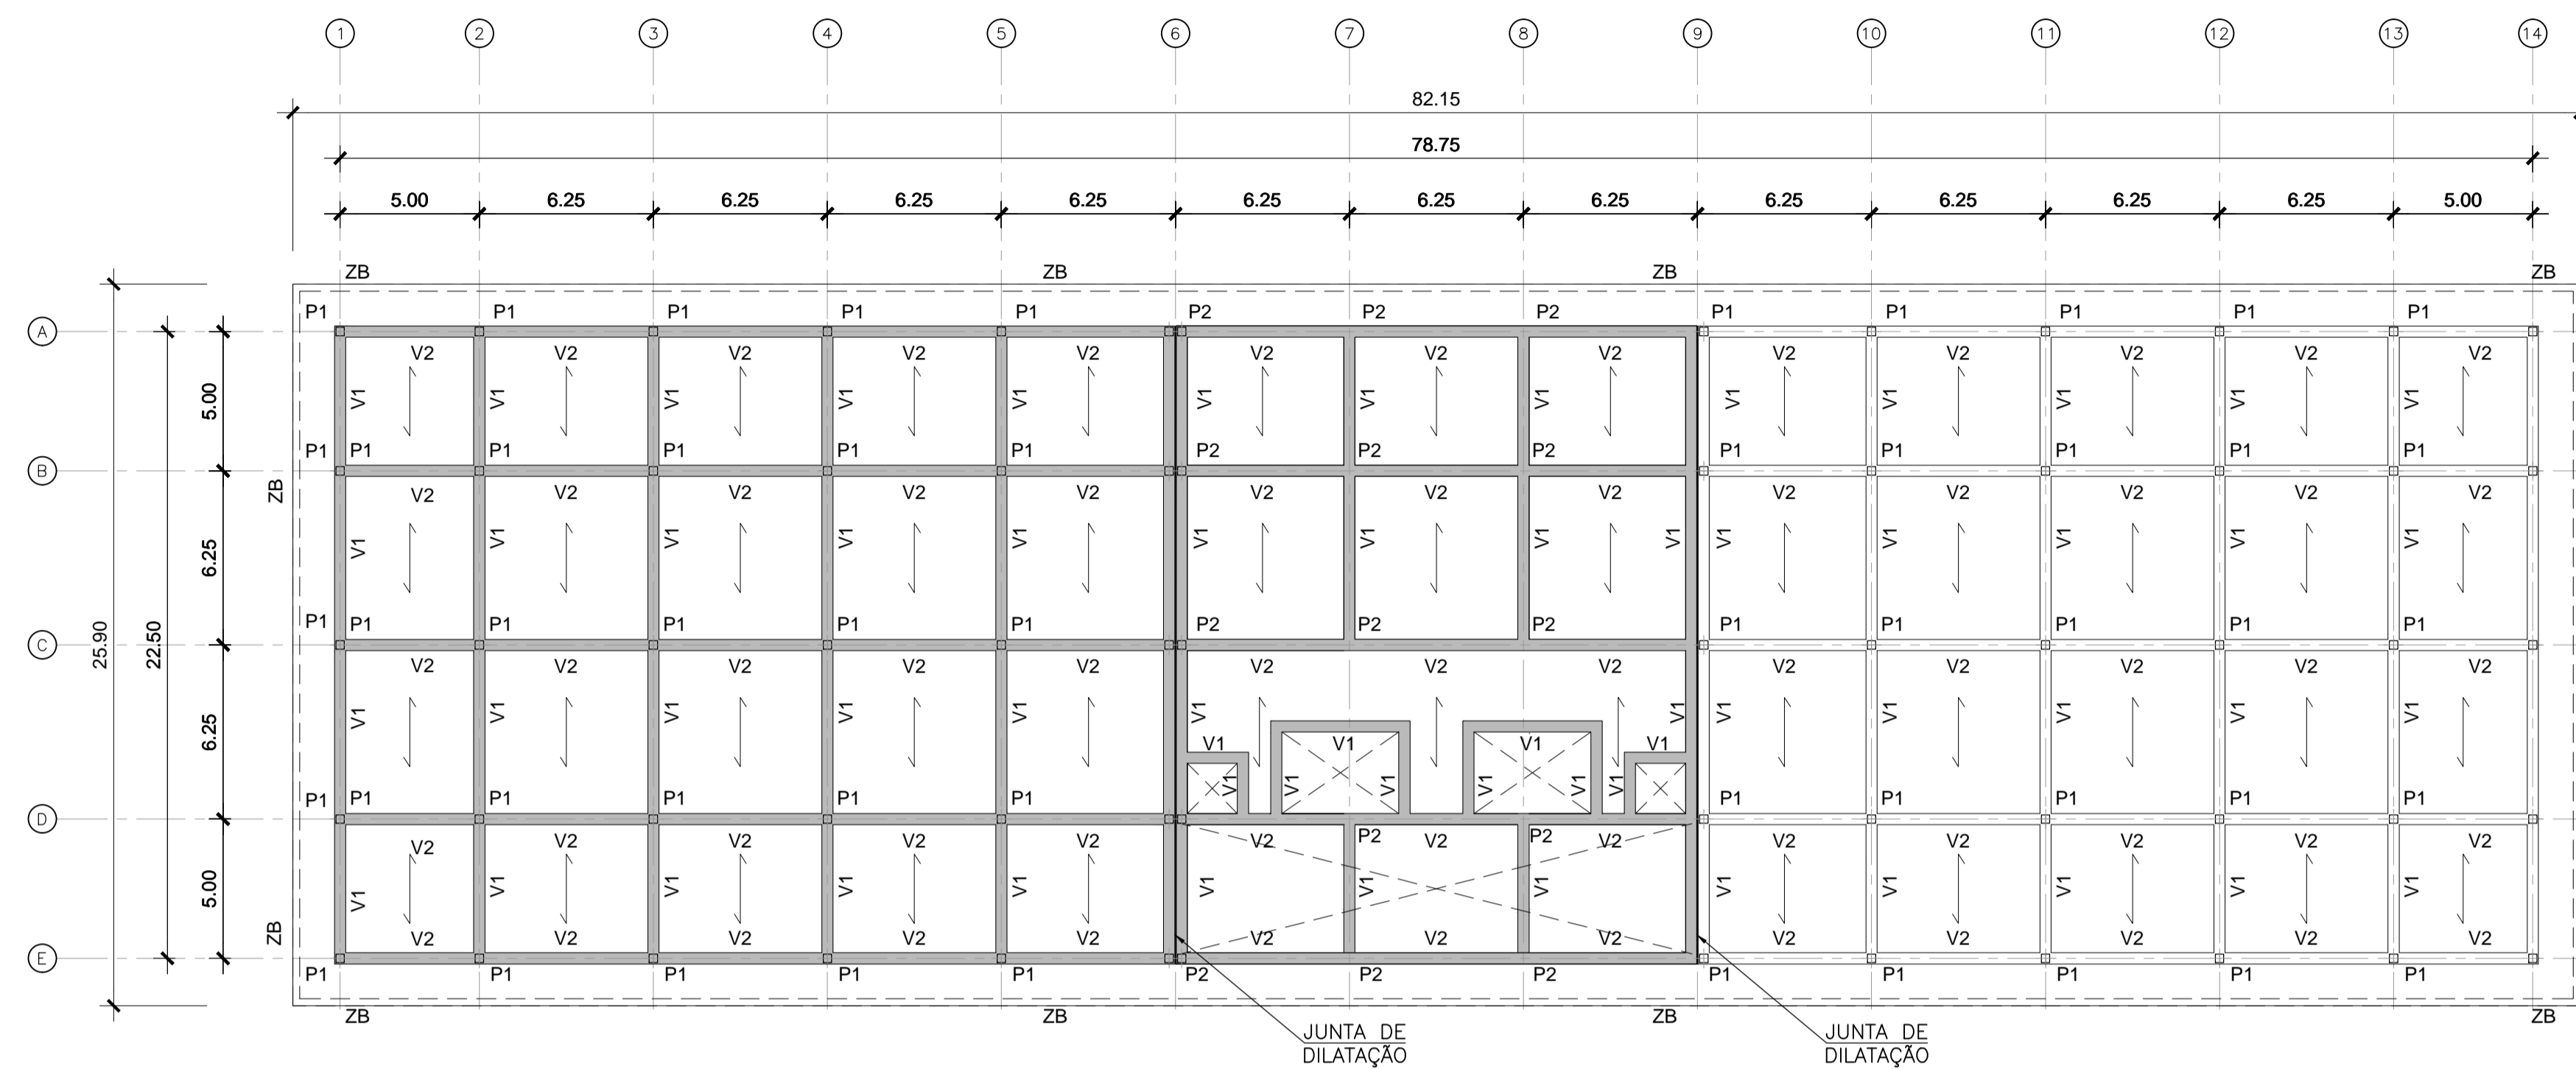 1 2 3 4 5 6 7 8 9 10 11 12 13 14
82.15
78.75
5.00 6.25 6.25 6.25 6.25 6.25 6.25 6.25 6.25 6.25 6.25 6.25 5.00
ZB ZB ZB ZB
P1 P1 P1 P1 P1 P2 P2 P2 P1 P1 P1 P1 P1
A
V2 V2 V2 V2 V2 V2 V2 V2 V2 V2 V2 V2 V2
5.00 V1 V1 V1 V1 V1 V1 V1 V1 V1 V1 V1 V1 V1
P1 P1 P1 P1 P1 P1 P2 P2 P2 P1 P1 P1 P1 P1
B
ZB V2 V2 V2 V2 V2 V2 V2 V2 V2 V2 V2 V2 V2
6.25 V1 V1 V1 V1 V1 V1 V1 V1 V1 V1 V1 V1 V1 V1
P1 P1 P1 P1 P1 P1 P2 P2 P2 P1 P1 P1 P1 P1
C
25.90 22.50
V2 V2 V2 V2 V2 V2 V2 V2 V2 V2 V2 V2 V2
6.25 V1 V1 V1 V1 V1 V1 V1 V1 V1 V1 V1 V1
V1 V1 V1 V1
V1 V1 V1 V1 V1 V1
P1 P1 P1 P1 P1 P1 P1 P1 P1 P1 P1
D
V2 V2 V2 V2 V2 V2 P2 V2 P2 V2 V2 V2 V2 V2 V2
5.00 V1 V1 V1 V1 V1 V1 V1 V1 V1 V1 V1 V1 V1
ZB V2 V2 V2 V2 V2 V2 V2 V2 V2 V2 V2 V2 V2
E
P1 P1 P1 P1 P1 P2 P2 P2 P1 P1 P1 P1 P1
ZB ZB ZB ZB
JUNTA DE
DILATAÇÃO
JUNTA DE
DILATAÇÃO